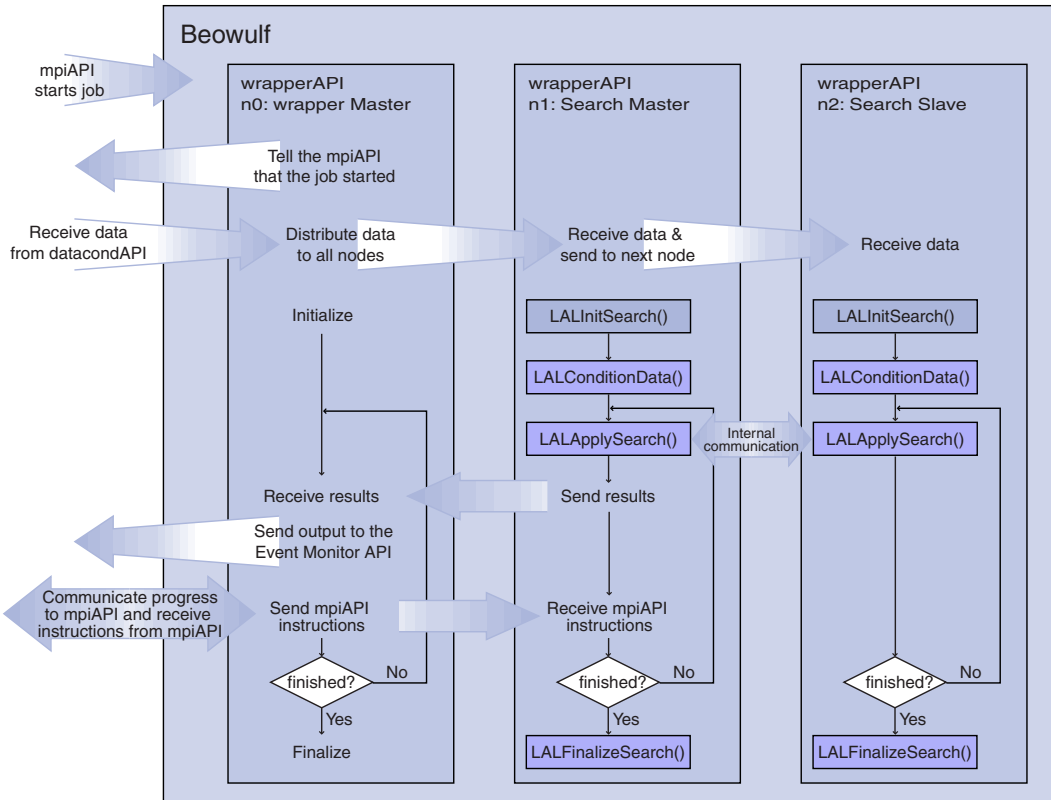 Beowulf
mpiAPI
starts job
wrapperAPI
n0: wrapper Master
wrapperAPI
n1: Search Master
wrapperAPI
n2: Search Slave
Tell the mpiAPI
that the job started
Receive data
from datacondAPI
Distribute data
to all nodes
Receive data &
send to next node
Receive data
Initialize
LALInitSearch()
LALInitSearch()
LALConditionData()
LALConditionData()
LALApplySearch()
Internal
communication
LALApplySearch()
Receive results
Send results
Send output to the
Event Monitor API
Communicate progress
to mpiAPI and receive
instructions from mpiAPI
Send mpiAPI
instructions
Receive mpiAPI
instructions
finished?
No
finished?
No
finished?
No
Yes
Yes
Yes
Finalize
LALFinalizeSearch()
LALFinalizeSearch()